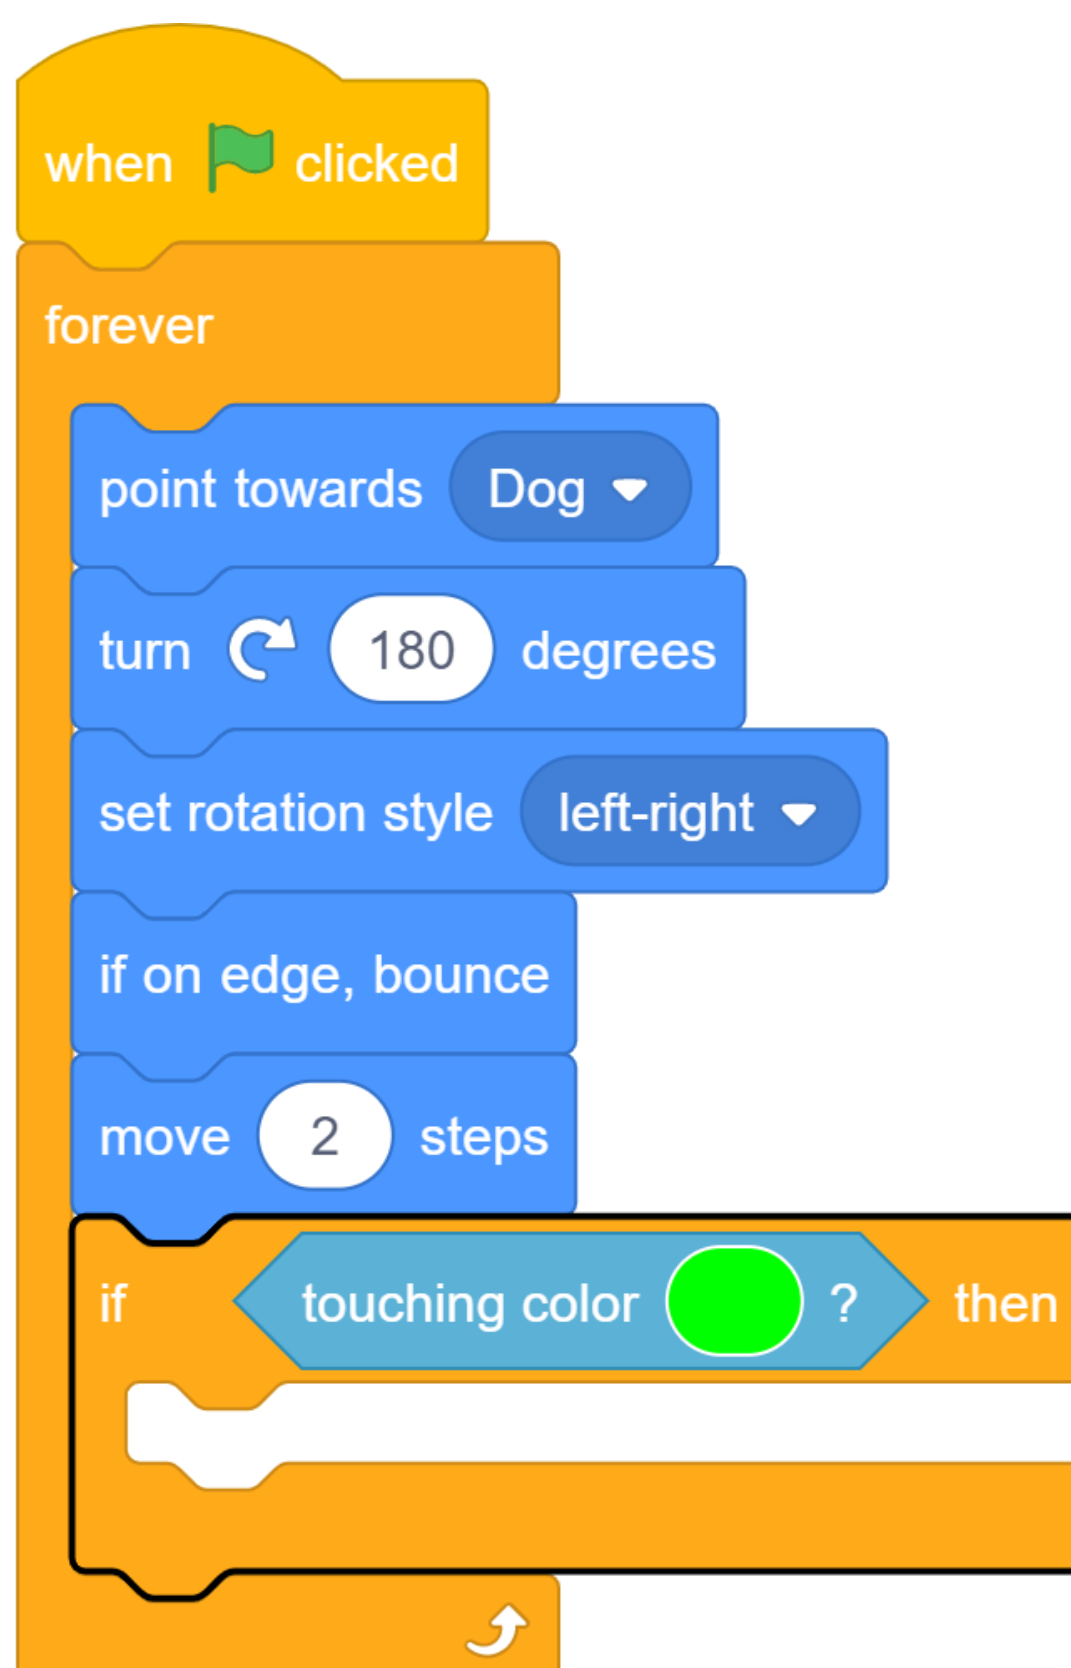 when clicked
forever
point towards Dog
turn 180 degrees
set rotation style left-right
if on edge, bounce
move 2 steps
if touching color ? then